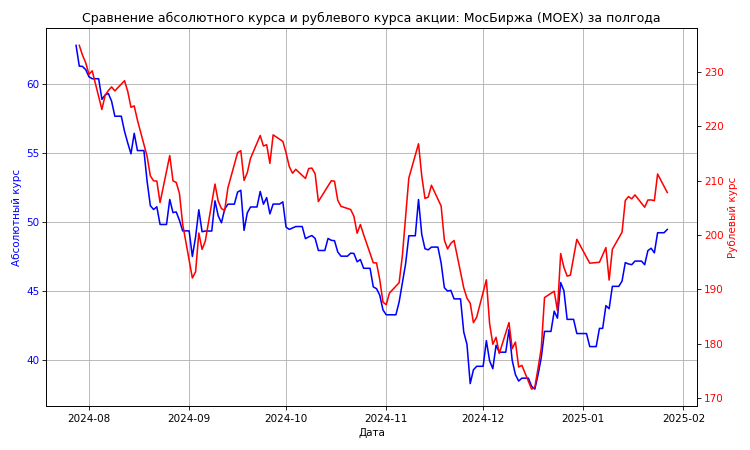 Сравнение абсолютного курса и рублевого курса акции: МосБиржа (MOEX) за полгода
Абсолютный курс
60
55
50
45
40
230
220
210
200
190
180
170
Рублевый курс
2024-08 2024-09 2024-10 2024-11 2024-12 2025-01 2025-02
Дата